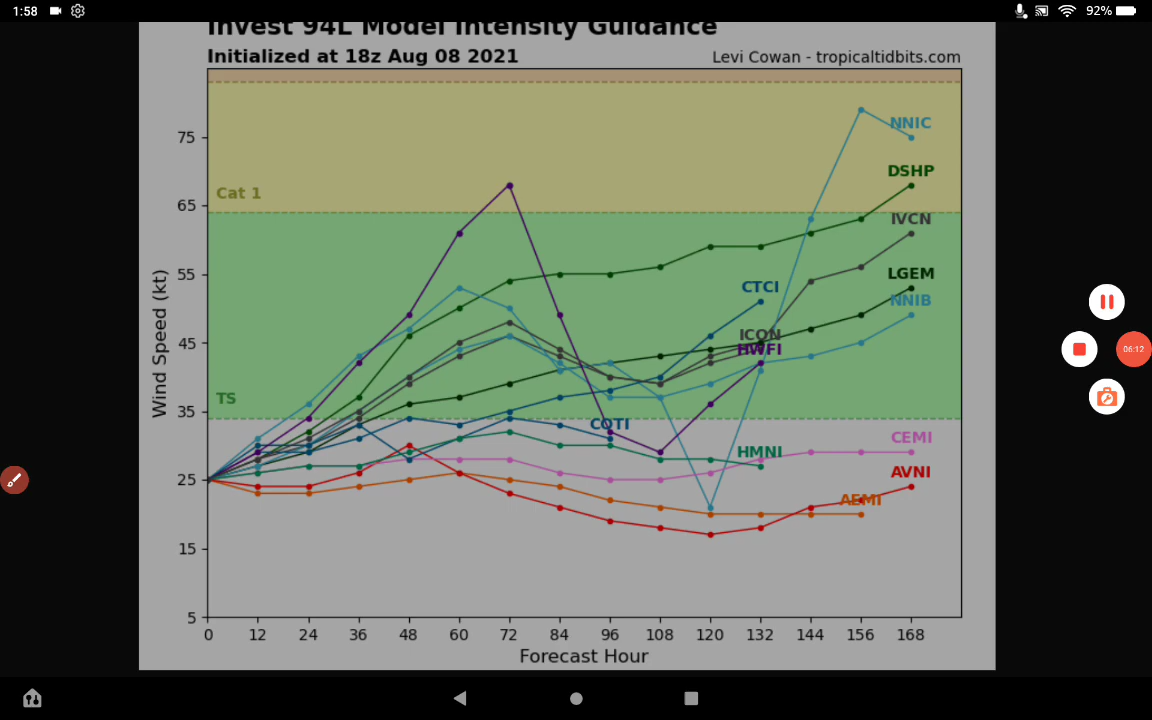 1:58
92%
Invest 94L Model Intensity Guidance
Initialized at 18z Aug 08 2021
Levi Cowan - tropicaltidbits.com
Wind Speed (kt)
75
65
55
45
35
25
15
5
Cat 1
TS
NNIC
DSHP
IVCN
LGEM
NNIB
CTCI
ICON
HWFI
COTI
CEMI
HMNI
AVNI
AEMI
0 12 24 36 48 60 72 84 96 108 120 132 144 156 168
Forecast Hour
06:12